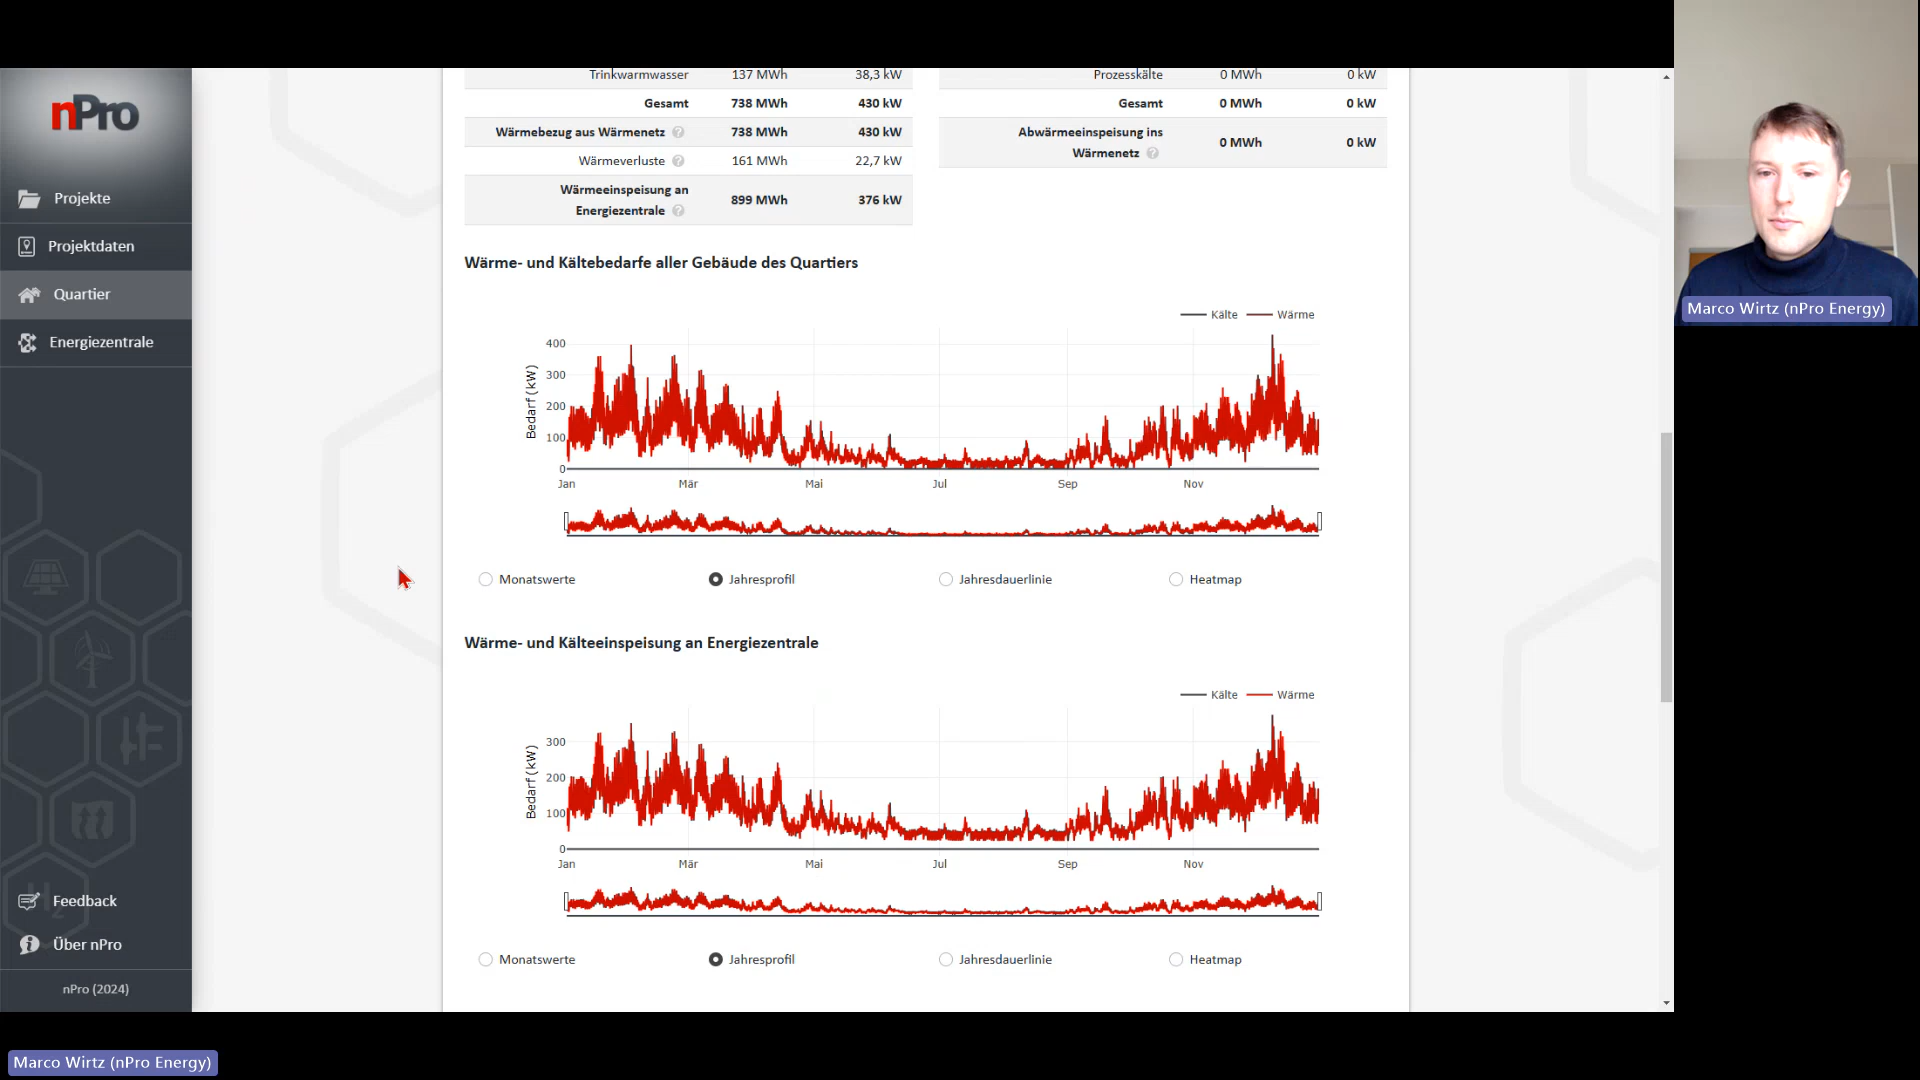 nPro
Projekte
Projektdaten
Quartier
Energiezentrale
Feedback
Über nPro
nPro (2024)
Trinkwarmwasser 137 MWh 38,3 kW
Gesamt 738 MWh 430 kW
Wärmebezug aus Wärmenetz ? 738 MWh 430 kW
Wärmeverluste ? 161 MWh 22,7 kW
Wärmeeinspeisung an
Energiezentrale ? 899 MWh 376 kW
Prozesskälte 0 MWh 0 kW
Gesamt 0 MWh 0 kW
Abwärmeeinspeisung ins
Wärmenetz ? 0 MWh 0 kW
Wärme- und Kältebedarfe aller Gebäude des Quartiers
Kälte Wärme
Bedarf (kW)
400
300
200
100
0
Jan Mär Mai Jul Sep Nov
Monatswerte Jahresprofil Jahresdauerlinie Heatmap
Wärme- und Kälteeinspeisung an Energiezentrale
Kälte Wärme
Bedarf (kW)
300
200
100
0
Jan Mär Mai Jul Sep Nov
Monatswerte Jahresprofil Jahresdauerlinie Heatmap
Marco Wirtz (nPro Energy)
Marco Wirtz (nPro Energy)